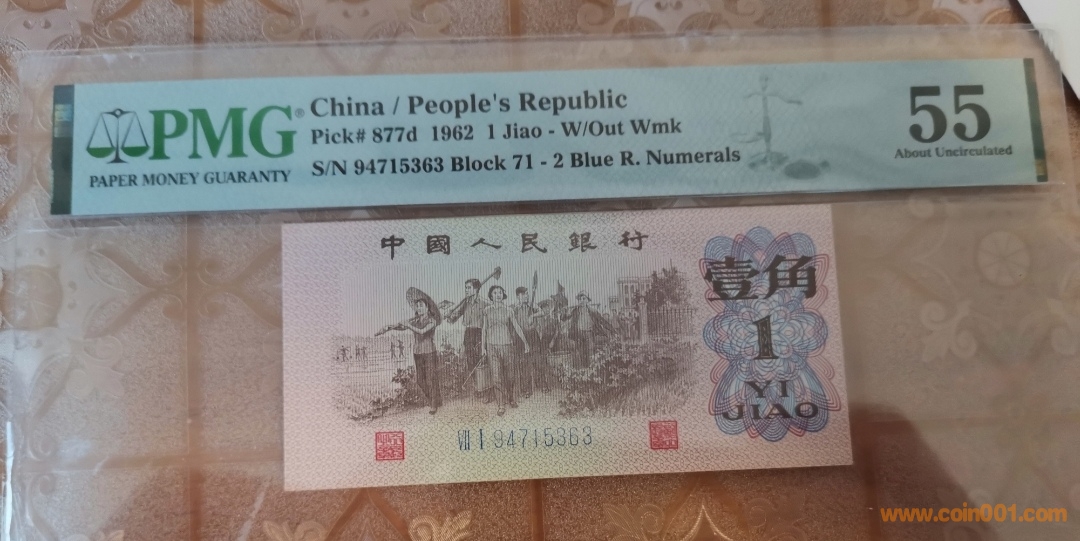 PMG®
PAPER MONEY GUARANTY
China / People's Republic
Pick# 877d 1962 1 Jiao - W/Out Wmk
S/N 94715363 Block 71 - 2 Blue R. Numerals
55
About Uncirculated
中國人民銀行
壹角
1
YI
JIAO
VII I 94715363
www.coin001.com